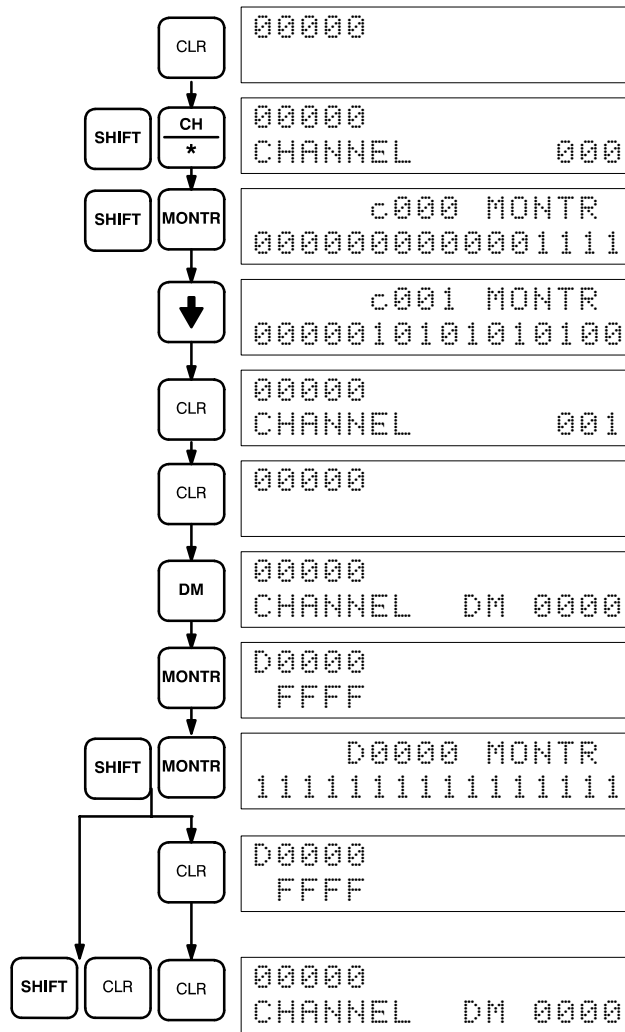 CLR
00000
SHIFT CH * 00000
CHANNEL 000
SHIFT MONTR c000 MONTR
0000000000001111
c001 MONTR
0000010101010100
CLR 00000
CHANNEL 001
CLR 00000
DM 00000
CHANNEL DM 0000
MONTR D0000
FFFF
SHIFT MONTR D0000 MONTR
1111111111111111
CLR D0000
FFFF
SHIFT CLR CLR 00000
CHANNEL DM 0000